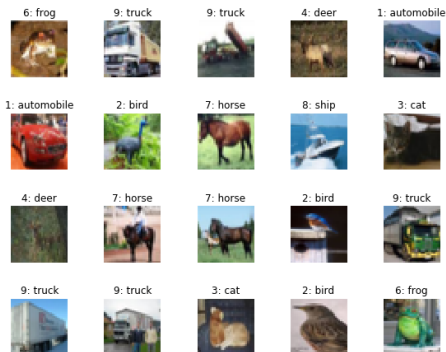 6: frog 9: truck 9: truck 4: deer 1: automobile
1: automobile 2: bird 7: horse 8: ship 3: cat
4: deer 7: horse 7: horse 2: bird 9: truck
9: truck 9: truck 3: cat 2: bird 6: frog